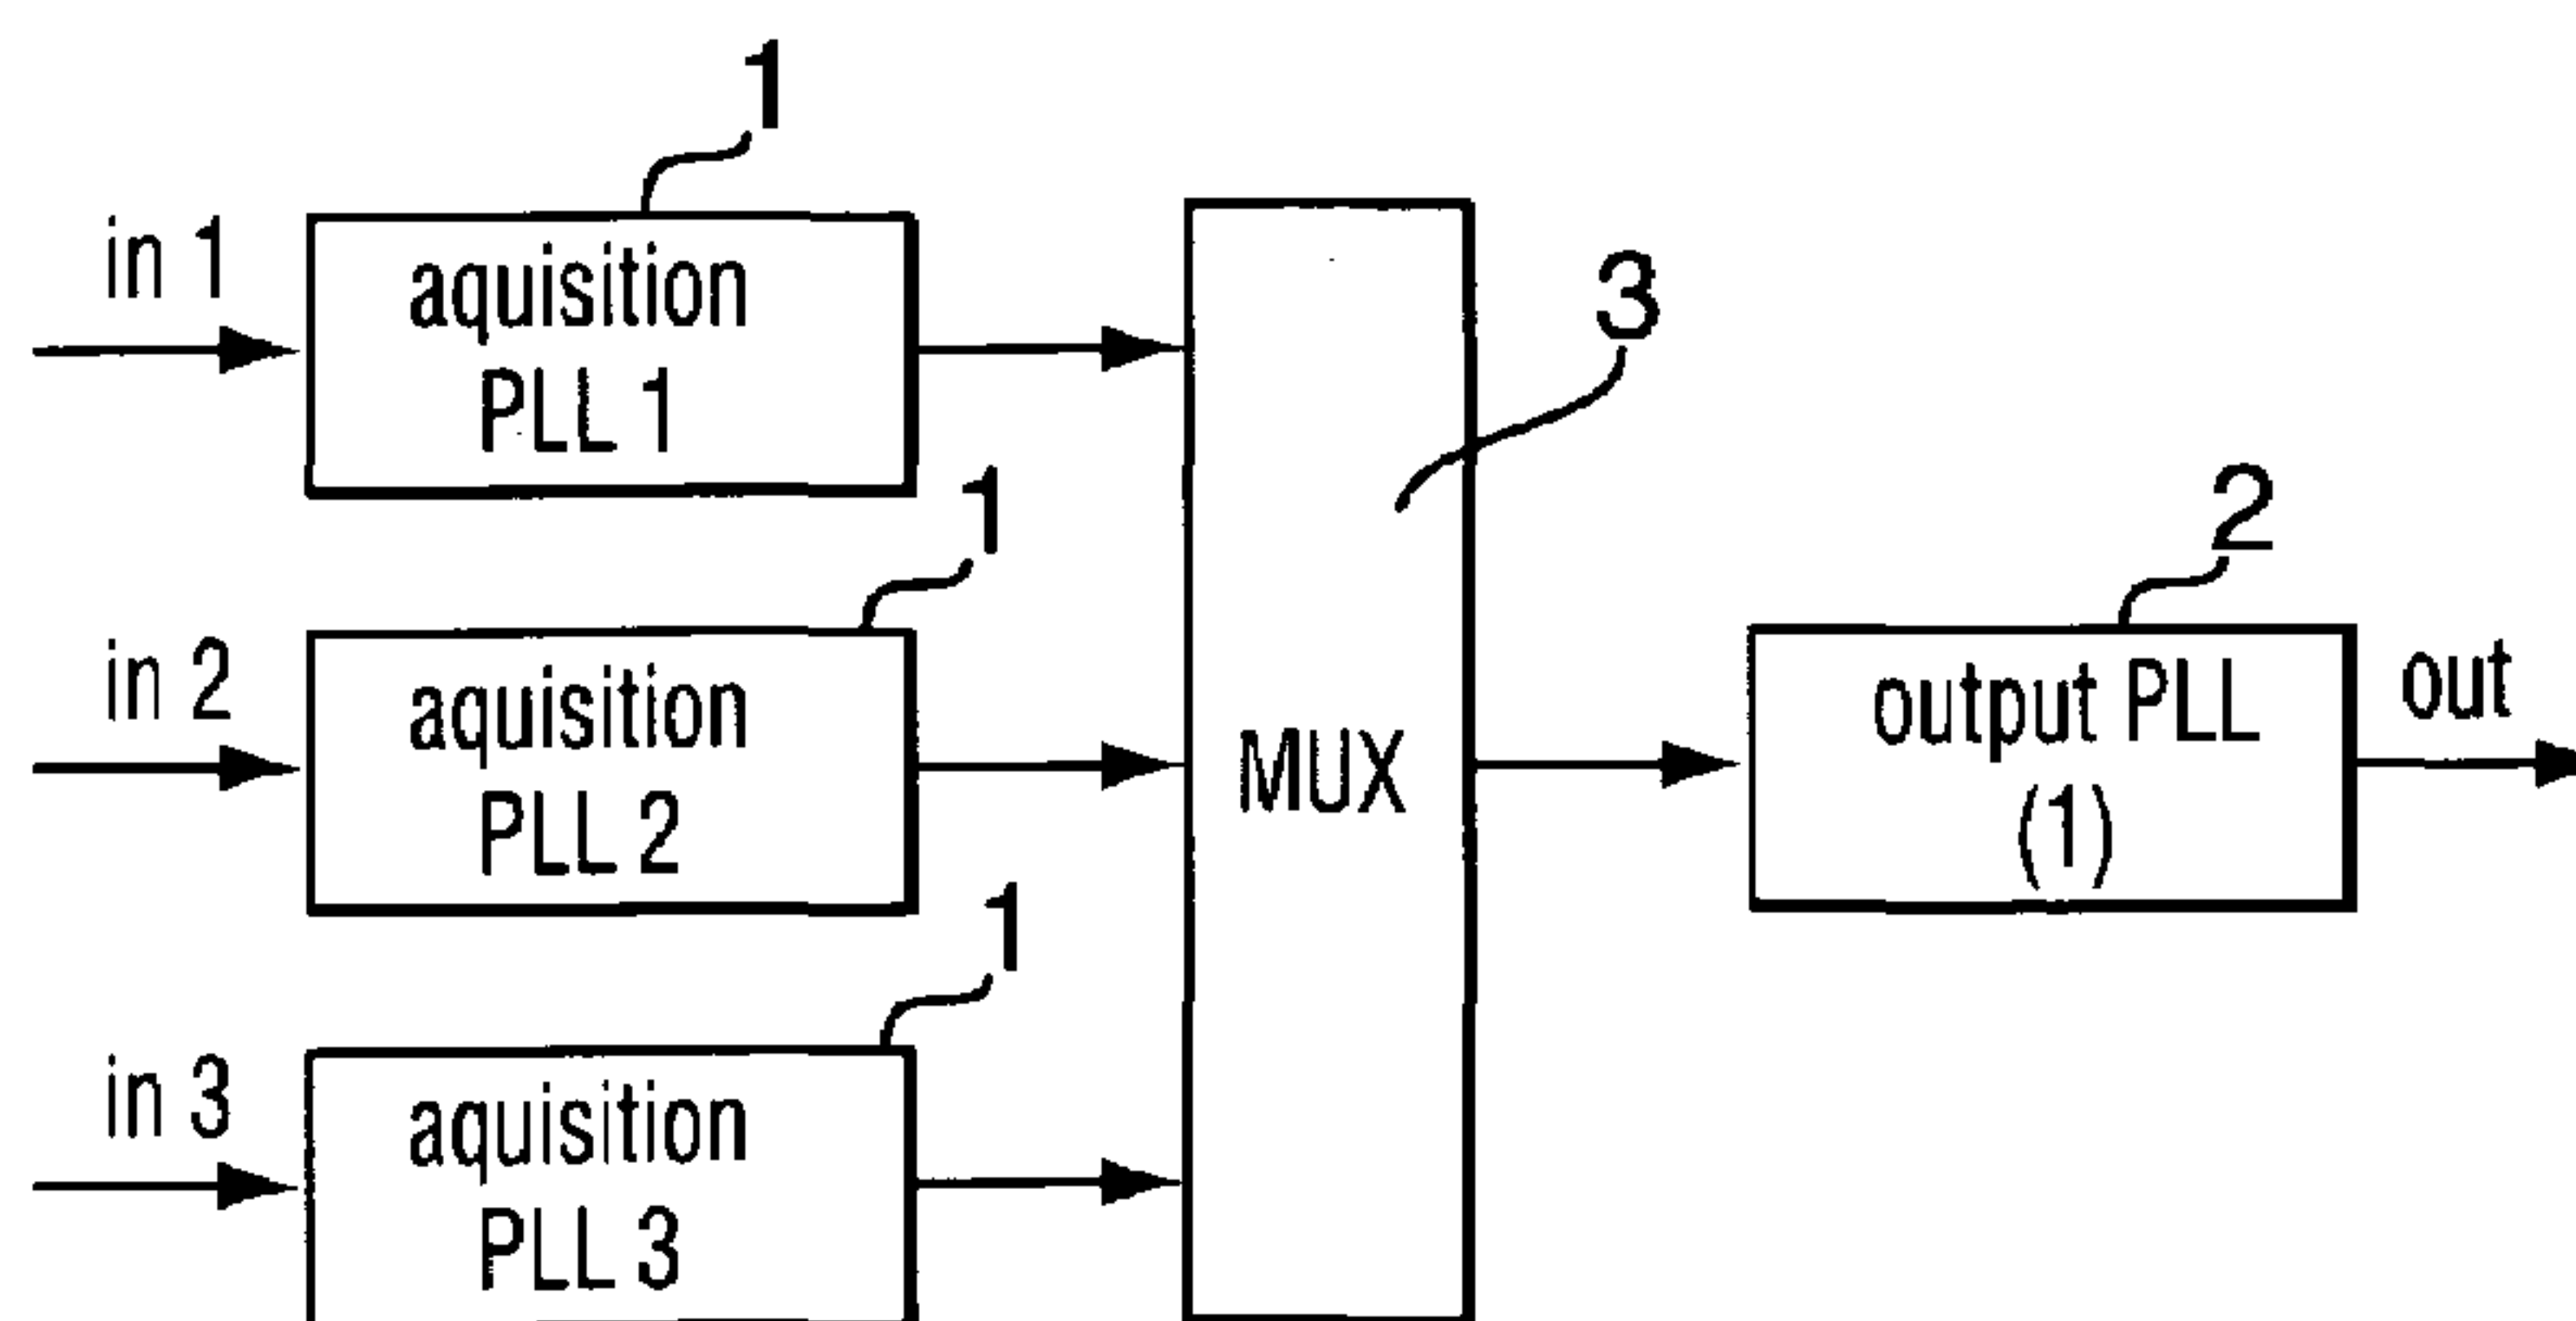 1
in 1
aquisition
PLL 1
3
1
2
in 2
aquisition
PLL 2
MUX
output PLL
(1)
out
1
in 3
aquisition
PLL 3